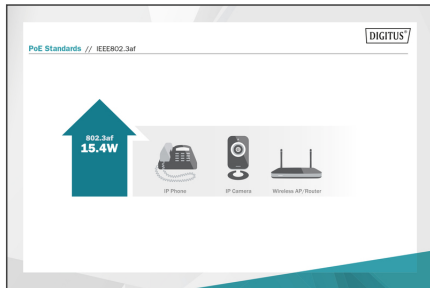 DIGITUS®
PoE Standards // IEEE802.3af
802.3af
15.4W
IP Phone
IP Camera
Wireless AP/Router